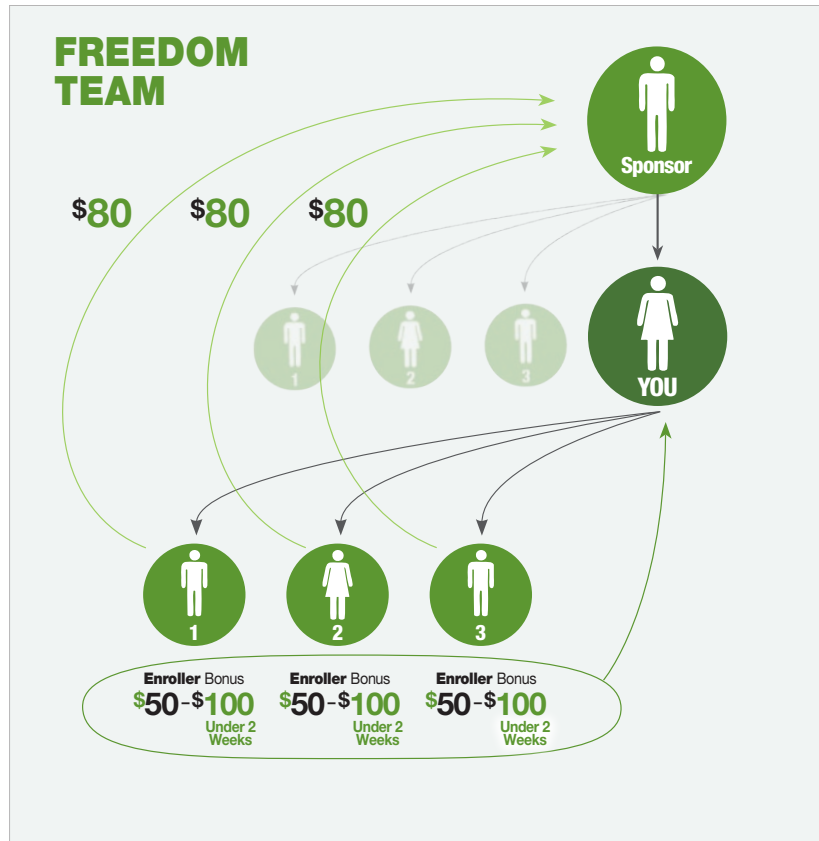 FREEDOM
TEAM
Sponsor
$80 $80 $80
1 2 3
YOU
1 2 3
Enroller Bonus Enroller Bonus Enroller Bonus
$50-$100 $50-$100 $50-$100
Under 2 Under 2 Under 2
Weeks Weeks Weeks